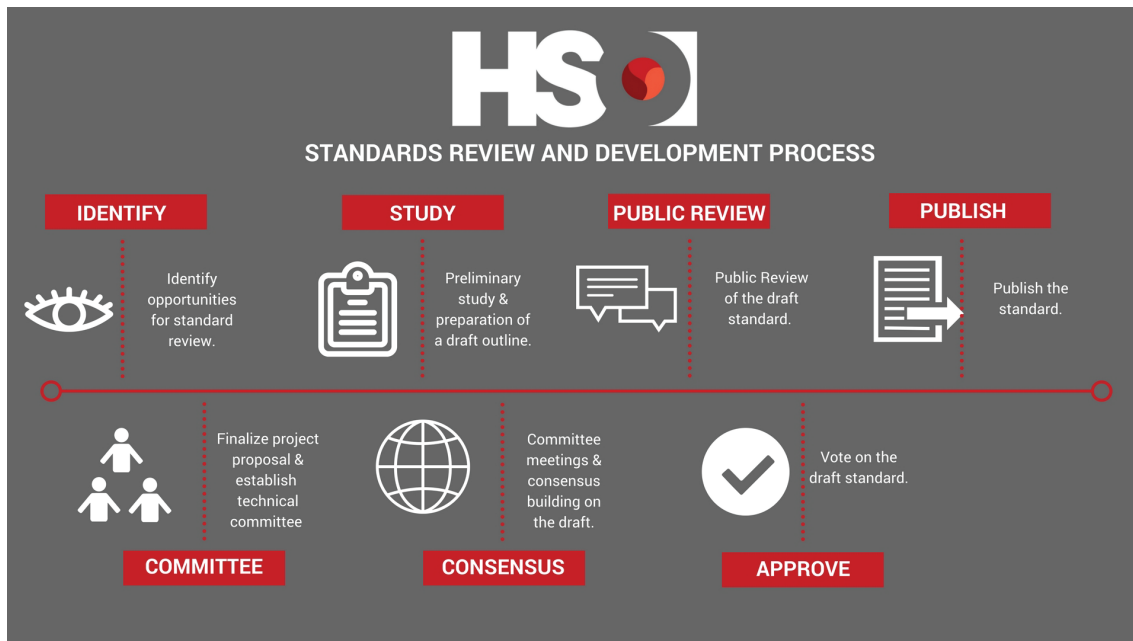 HSO
STANDARDS REVIEW AND DEVELOPMENT PROCESS
IDENTIFY
Identify
opportunities
for standard
review.
COMMITTEE
Finalize project
proposal &
establish
technical
committee
STUDY
Preliminary
study &
preparation of
a draft outline.
CONSENSUS
Committee
meetings &
consensus
building on
the draft.
PUBLIC REVIEW
Public Review
of the draft
standard.
APPROVE
Vote on the
draft standard.
PUBLISH
Publish the
standard.